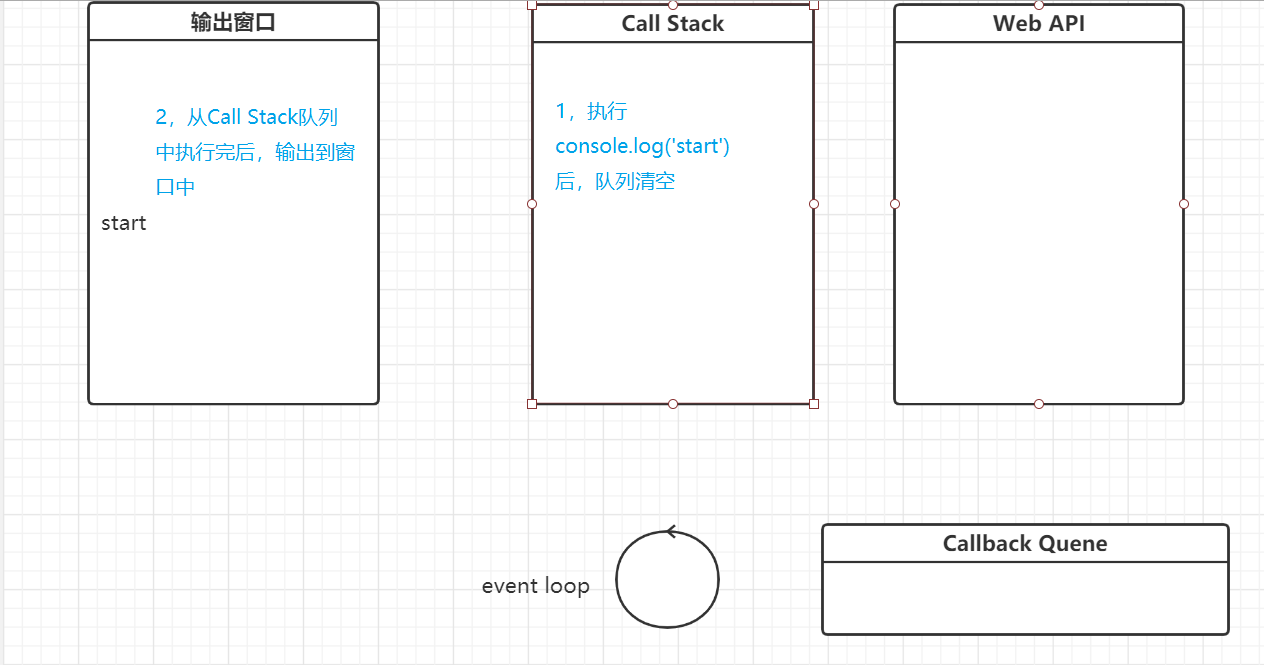 输出窗口
2，从Call Stack队列
中执行完后，输出到窗
口中
start
Call Stack
1，执行
console.log('start')
后，队列清空
Web API
event loop
Callback Quene